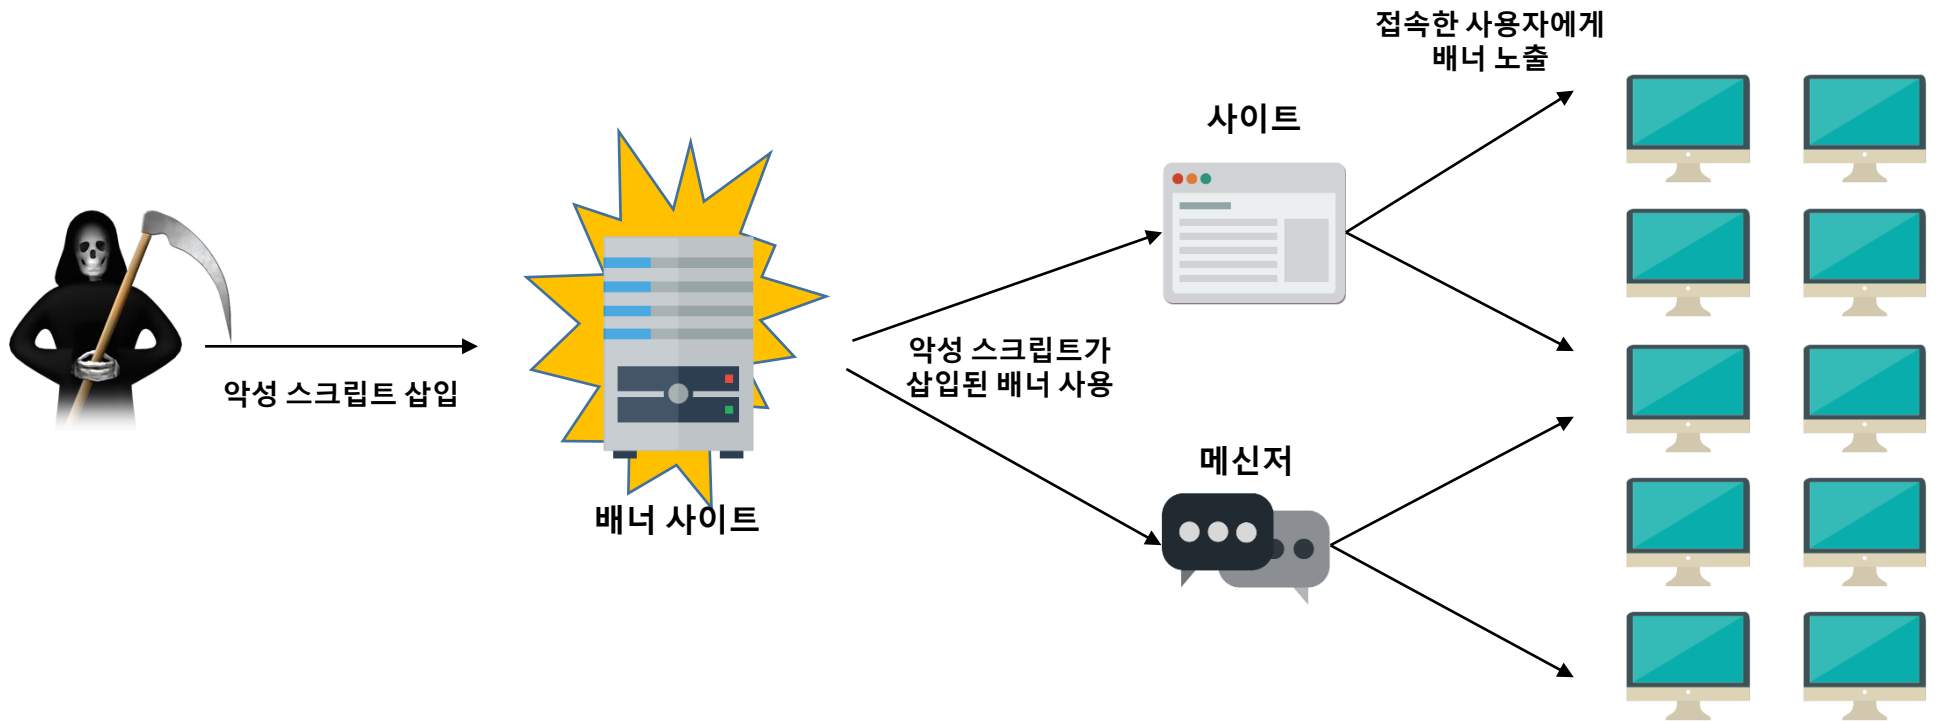 악성 스크립트 삽입
배너 사이트
악성 스크립트가
삽입된 배너 사용
사이트
메신저
접속한 사용자에게
배너 노출